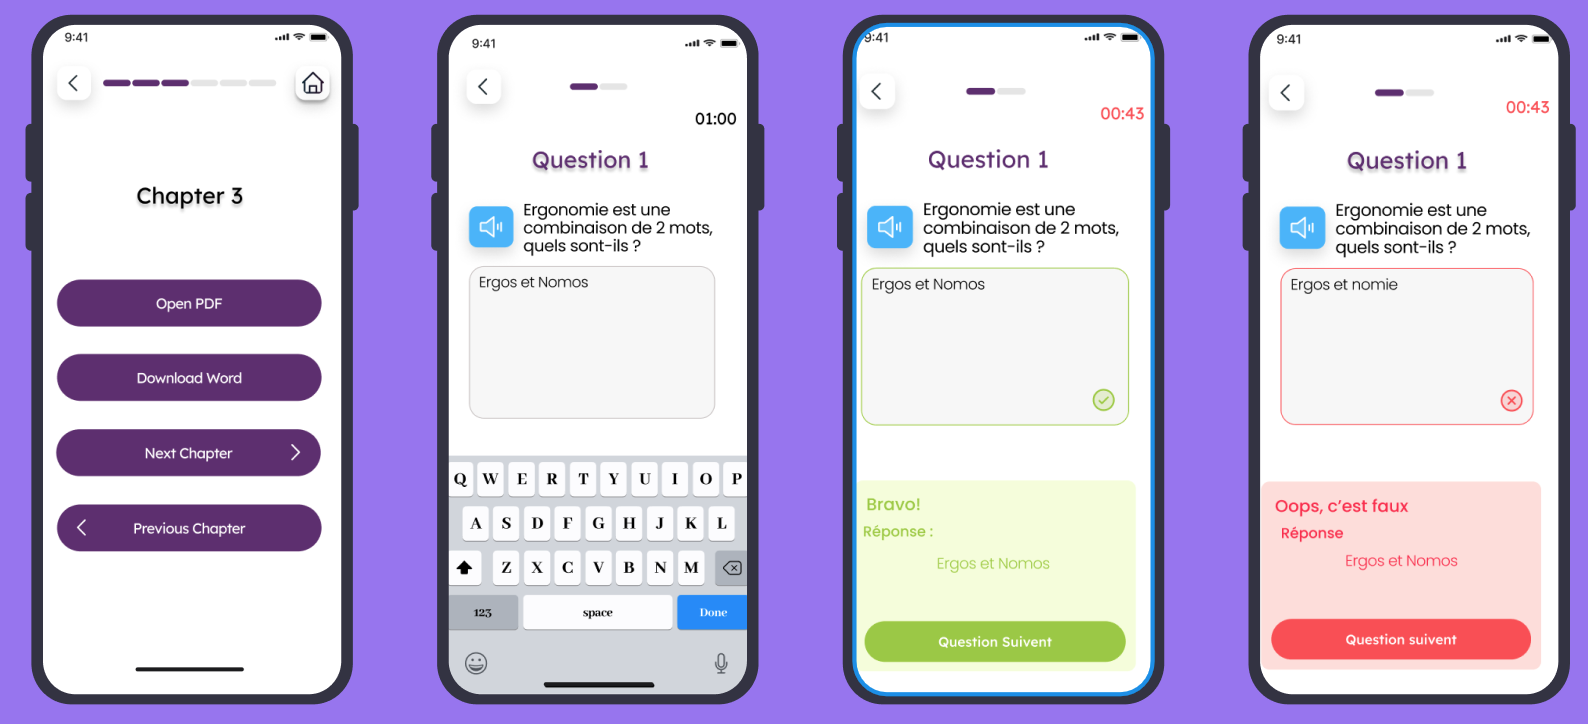 9:41
Chapter 3
Open PDF
Download Word
Next Chapter
Previous Chapter
9:41
01:00
Question 1
Ergonomie est une
combinaison de 2 mots,
quels sont-ils ?
Ergos et Nomos
Q W E R T Y U I O P
A S D F G H J K L
Z X C V B N M
123 space Done
9:41
00:43
Question 1
Ergonomie est une
combinaison de 2 mots,
quels sont-ils ?
Ergos et Nomos
Bravo!
Réponse :
Ergos et Nomos
Question Suivent
9:41
00:43
Question 1
Ergonomie est une
combinaison de 2 mots,
quels sont-ils ?
Ergos et nomie
Oops, c'est faux
Réponse
Ergos et Nomos
Question suivent